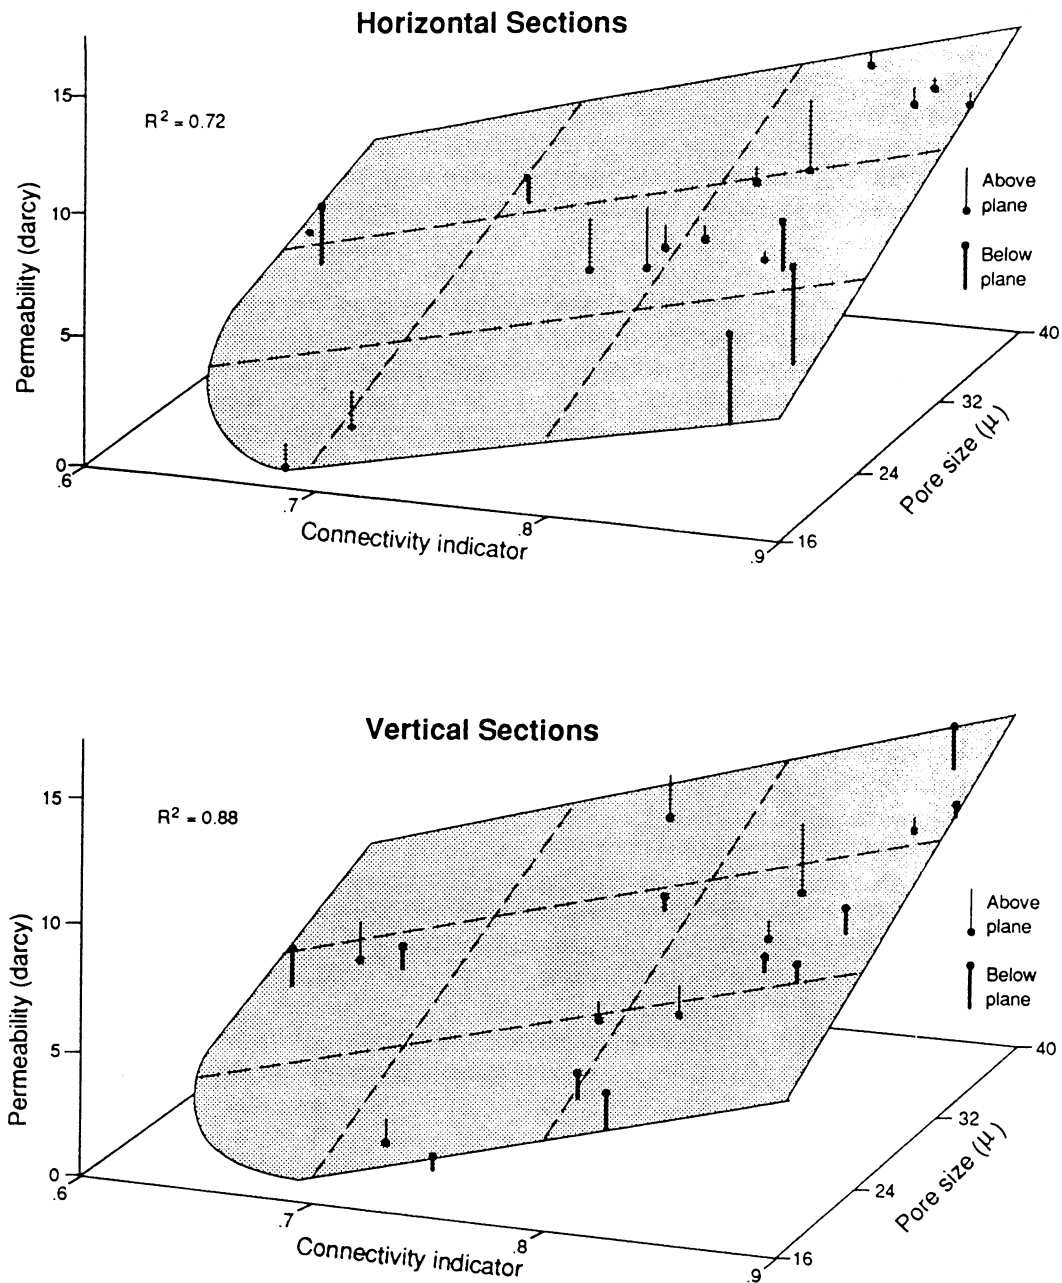 Horizontal Sections
R² = 0.72
Permeability (darcy)
15
10
5
0
.6
.7
.8
.9
Connectivity indicator
16
24
32
40
Pore size (μ)
Above
plane
Below
plane
Vertical Sections
R² = 0.88
Permeability (darcy)
15
10
5
0
.6
.7
.8
.9
Connectivity indicator
16
24
32
40
Pore size (μ)
Above
plane
Below
plane